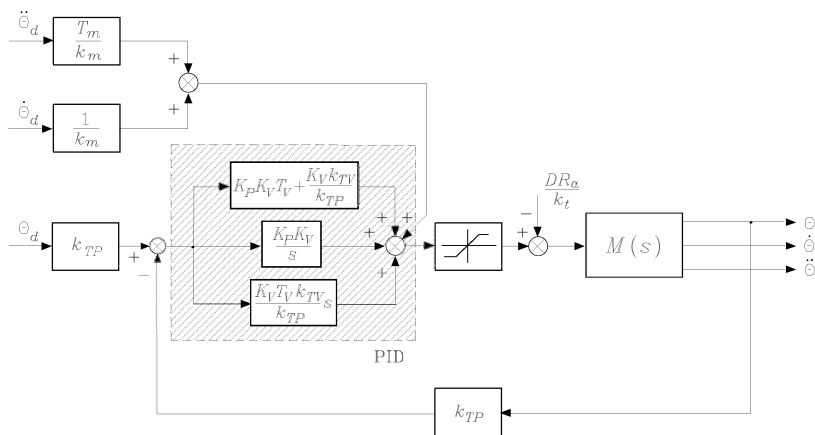 Θ̈_d
T_m/k_m
+
Θ̇_d
1/k_m
+
K_P K_V T_V + K_V k_TV/k_TP
DR_a/k_t
Θ_d
k_TP
+
−
K_P K_V/s
+
+
+
+
−
+
M(s)
Θ
Θ̇
Θ̈
K_V T_V k_TV/k_TP s
PID
k_TP